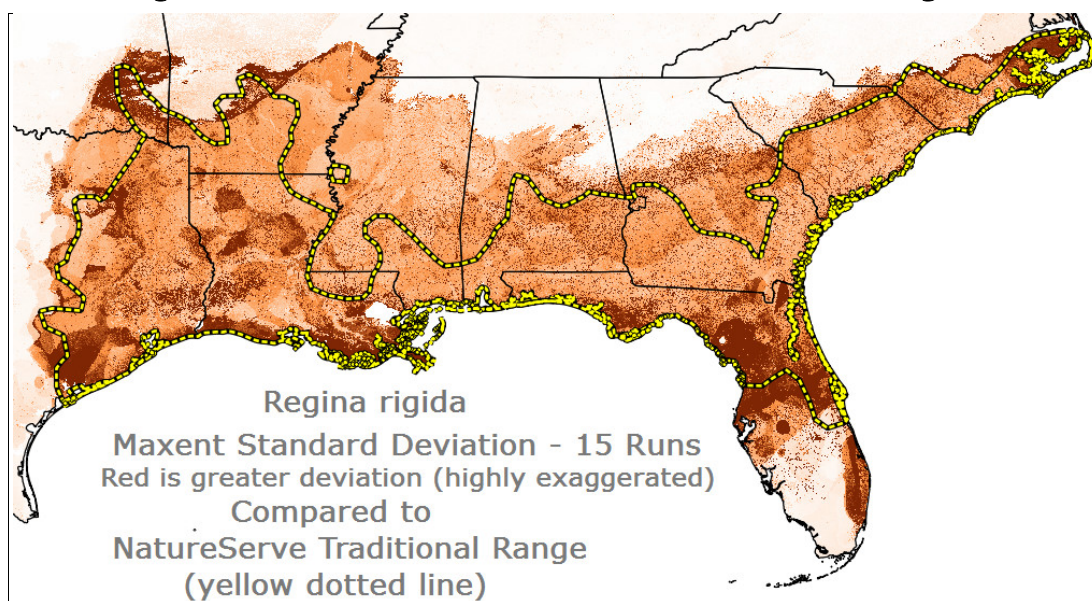 Regina rigida
Maxent Standard Deviation - 15 Runs
Red is greater deviation (highly exaggerated)
Compared to
NatureServe Traditional Range
(yellow dotted line)